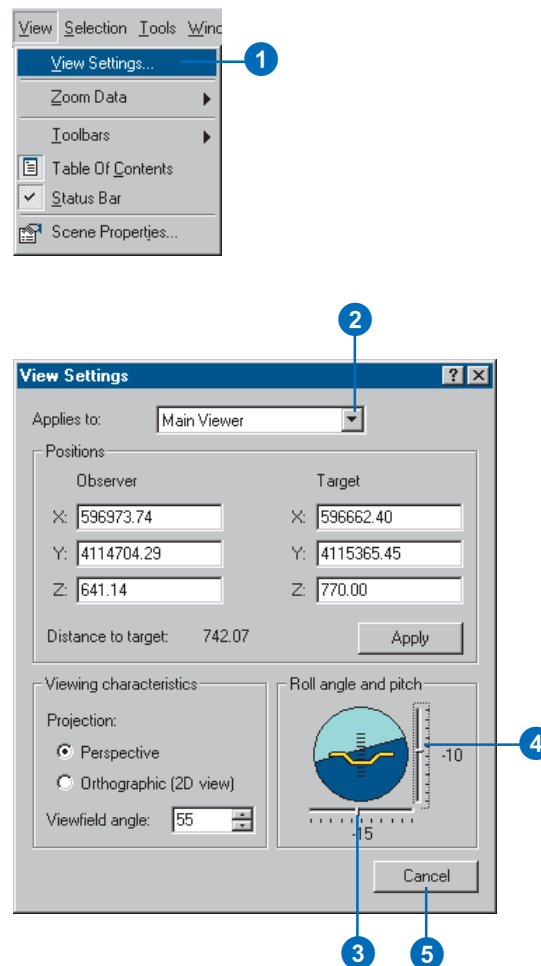 View Selection Tools Winc
View Settings...
1
Zoom Data
Toolbars
Table Of Contents
Status Bar
Scene Properties...
2
View Settings
Applies to: Main Viewer
Positions
Observer Target
X: 596973.74 X: 596662.40
Y: 4114704.29 Y: 4115365.45
Z: 641.14 Z: 770.00
Distance to target: 742.07 Apply
Viewing characteristics
Projection:
Perspective
Orthographic (2D view)
Viewfield angle: 55
Roll angle and pitch
4
-10
-15
Cancel
3 5